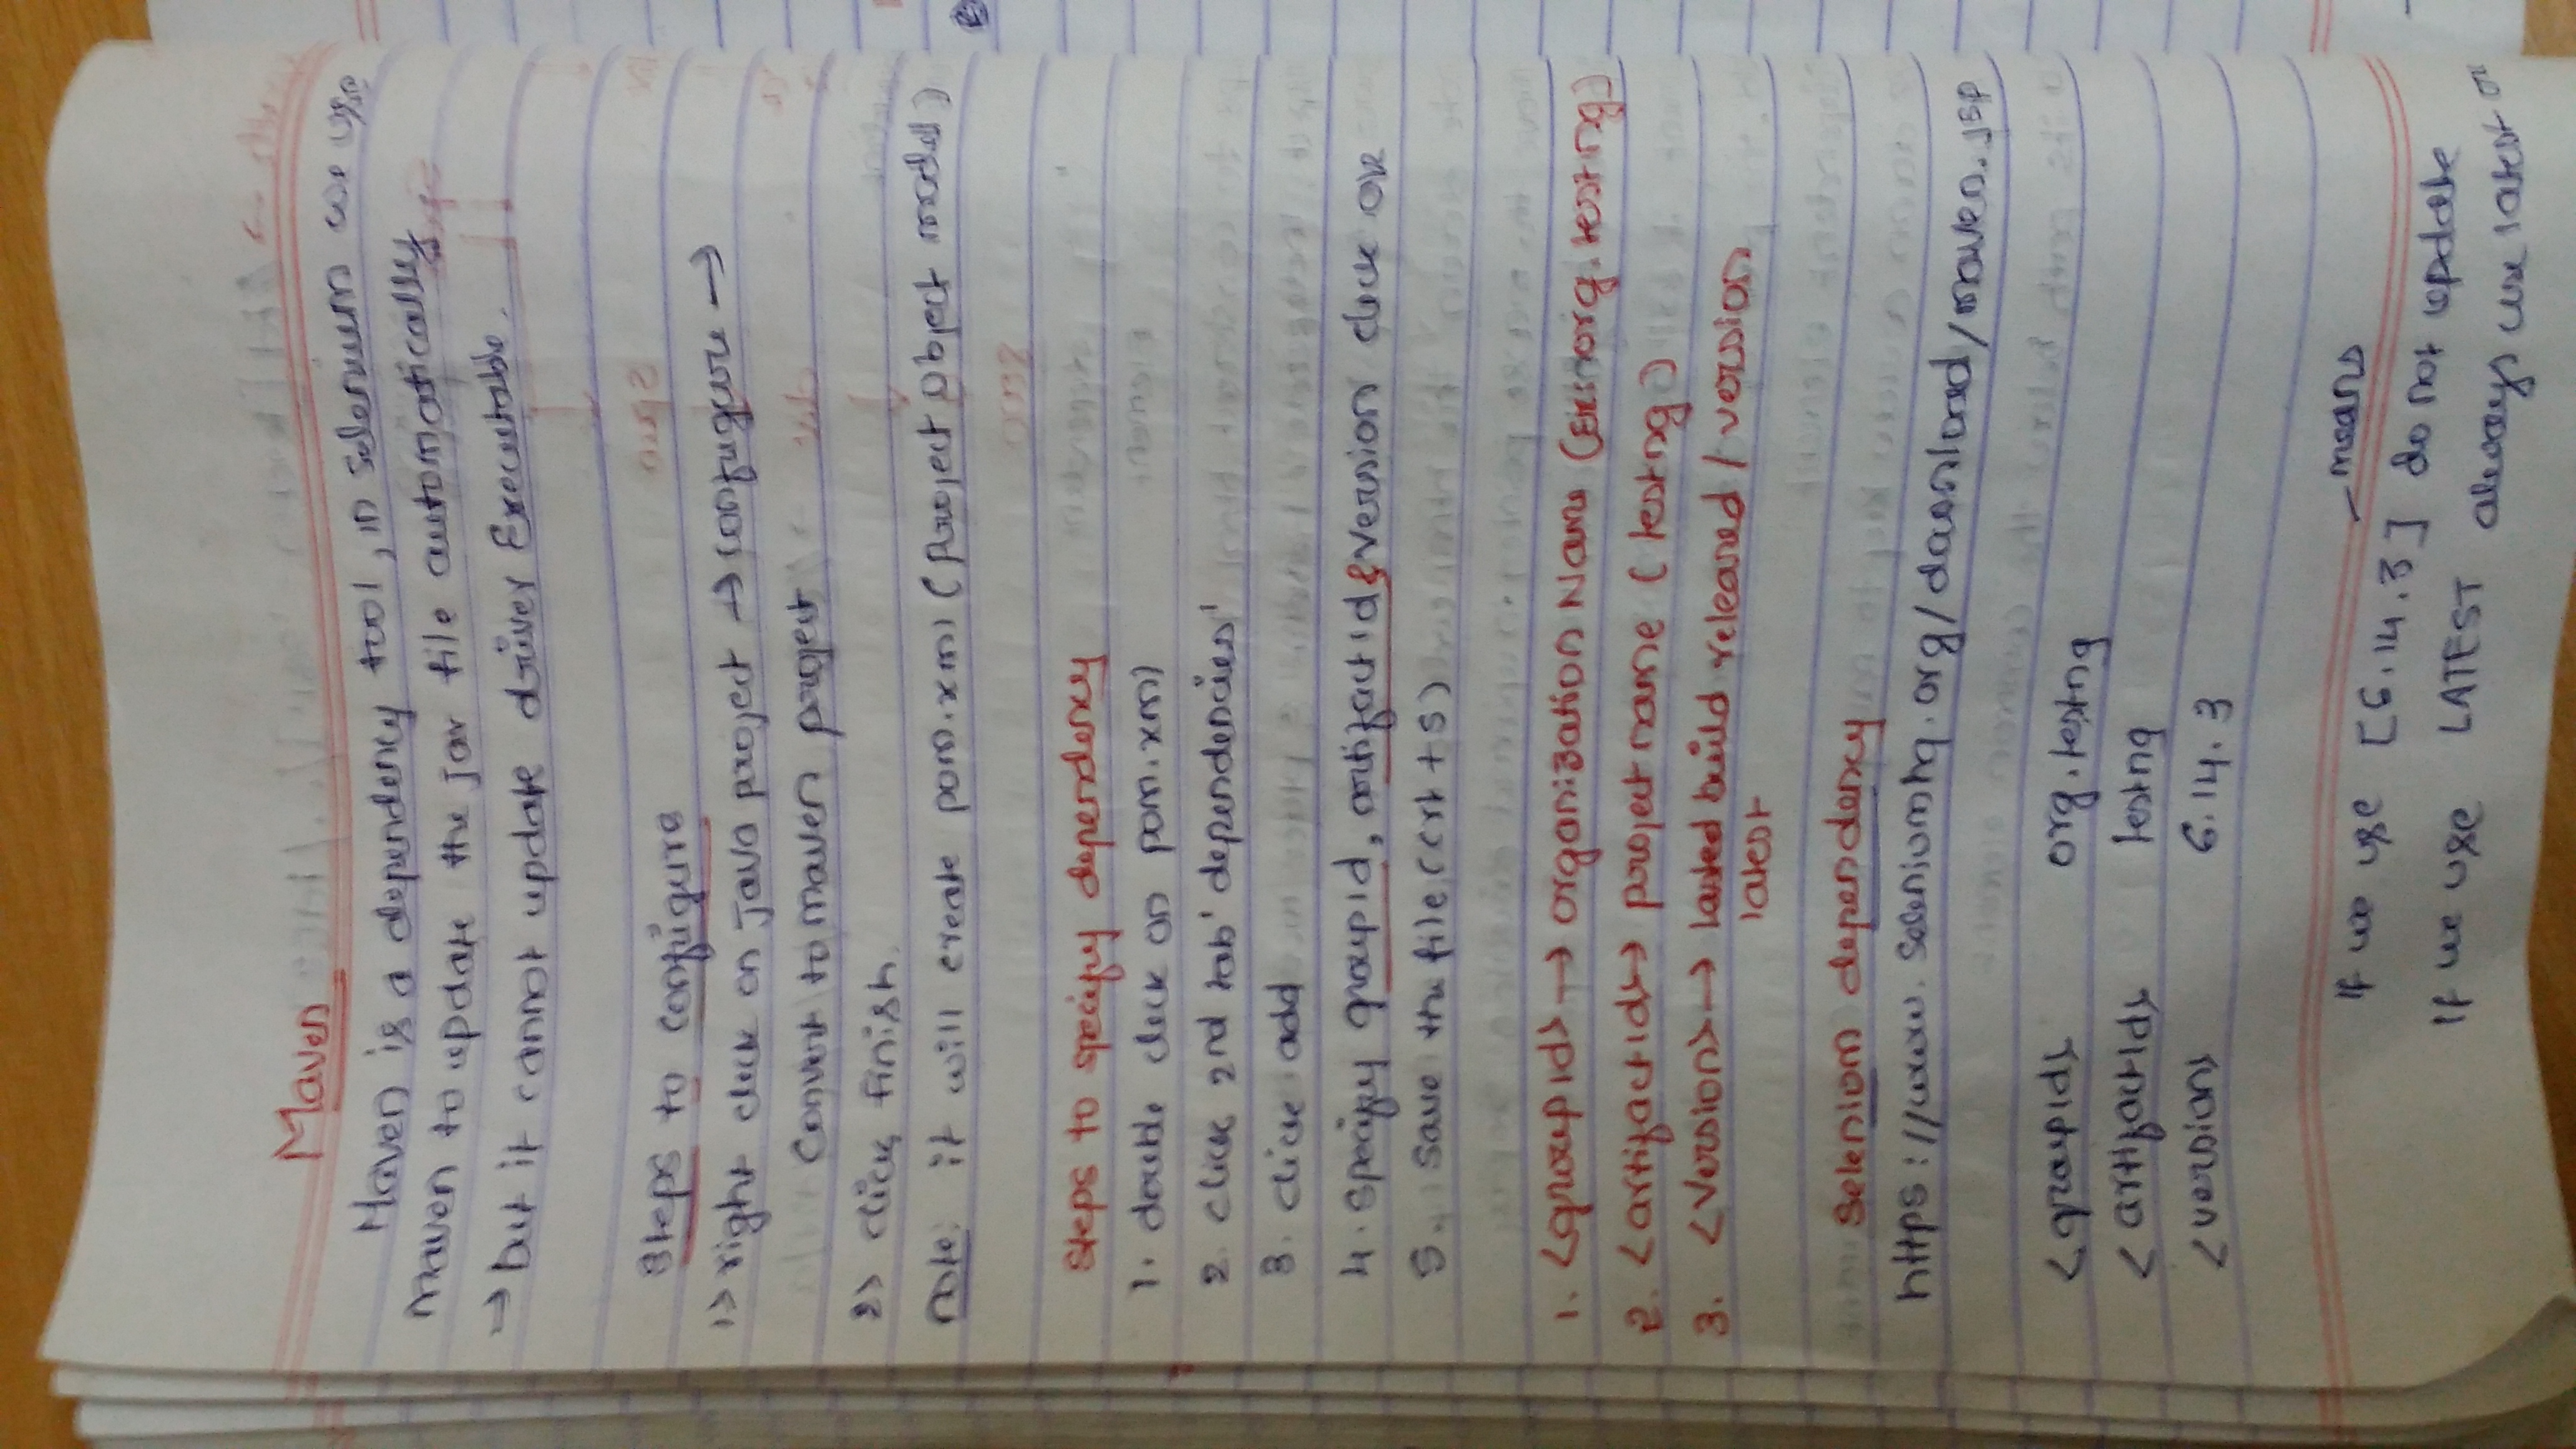 Maven
Maven is a dependency tool, in selenium we use
maven to update the jar file automatically
→ but it cannot update driver Executable.
Steps to configure
1> right click on java project → configure →
Convert to maven project
2> click finish.
note: it will create pom.xml (Project Object model)
Steps to specify dependency
1. double click on pom.xml
2. click 2nd tab 'dependencies'
3. click add
4. specify groupid, artifactid & version click ok
5. save the file (crt + s)
1. <groupid> → organization Name (Ex: org.testng)
2. <artifactid> → project name (testng)
3. <version> → lasted build released / version
latest
Selenium dependency
https://www.seleniumhq.org/download/maven.jsp
<groupid> org.testng
<artifactid> testng
<version> 6.14.3
means
If we use [6.14.3] do not update
If we use LATEST always use latest